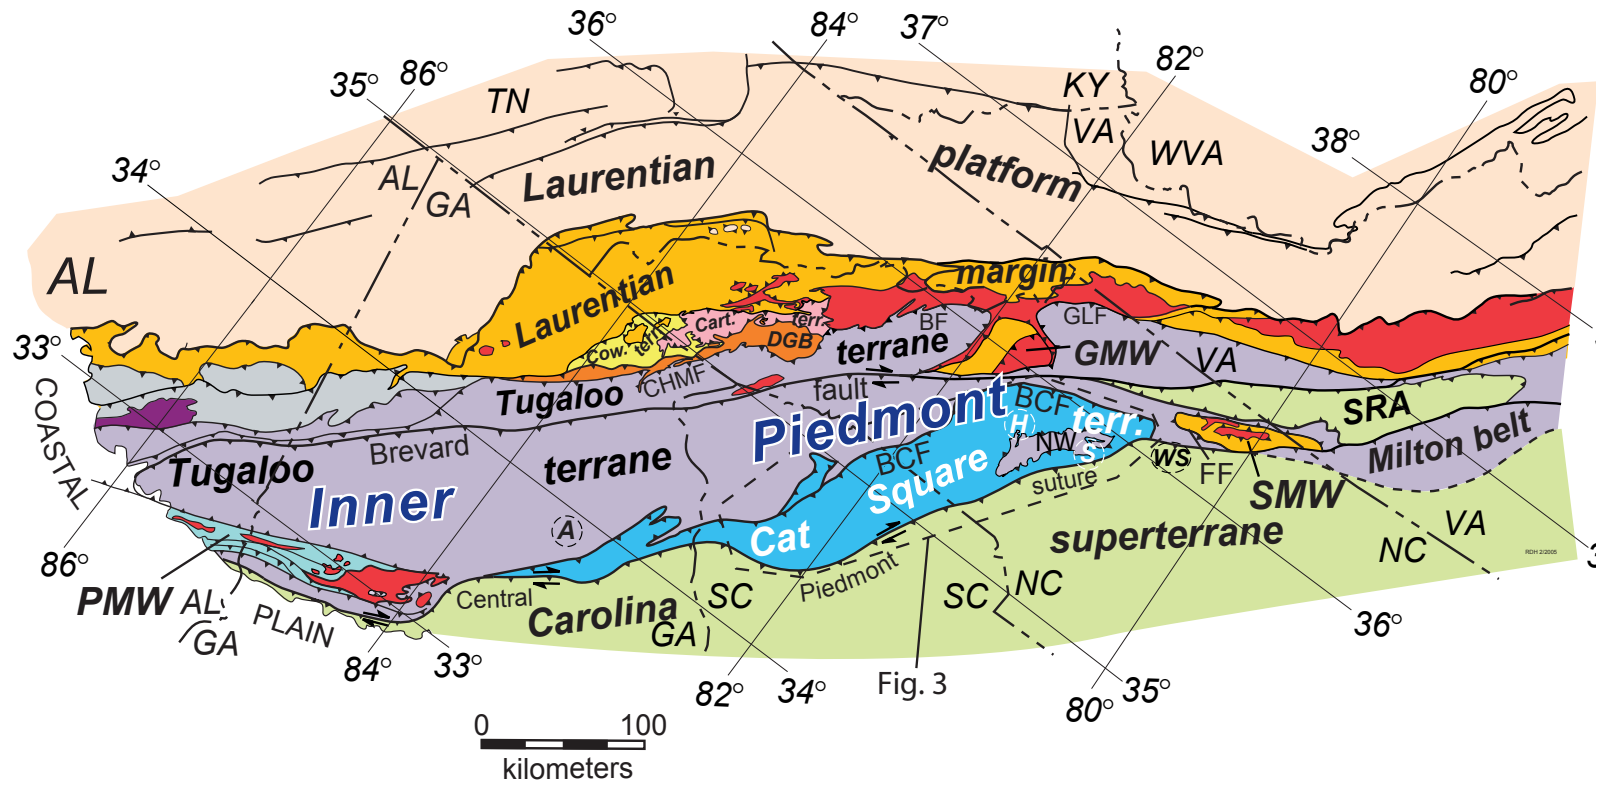 36°
84°
37°
82°
80°
35°
86°
TN
KY
VA
WVA
38°
34°
AL
GA
Laurentian
platform
AL
Laurentian
margin
33°
COASTAL
Cow.
terr.
Cart.
terr.
DGB
BF
GLF
terrane
GMW
VA
CHMF
Tugaloo
fault
Piedmont
BCF
terr.
SRA
H
NW
S
WS
FF
Milton belt
Brevard
Tugaloo
terrane
BCF
Square
suture
SMW
Inner
A
Cat
superterrane
VA
NC
RDH 2/2005
86°
PMW
AL
GA
PLAIN
Central
Carolina
SC
GA
Piedmont
SC
NC
36°
84°
33°
82°
34°
Fig. 3
80°
35°
0
100
kilometers